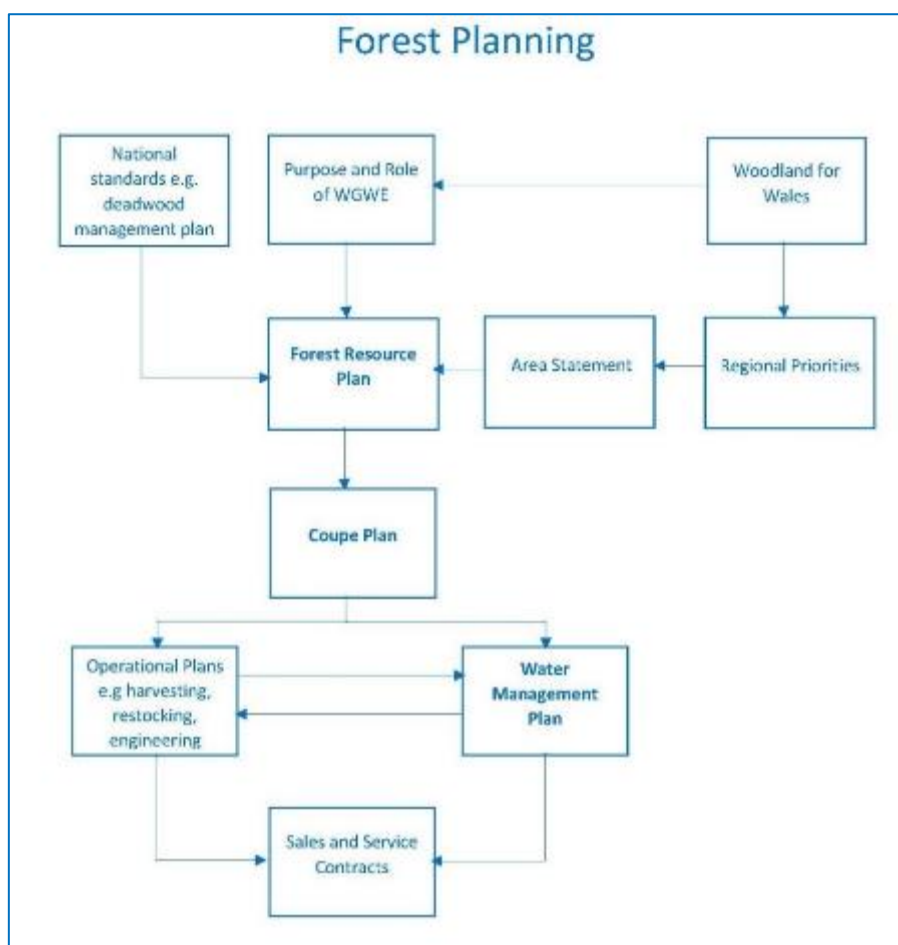 Forest Planning
National
standards e.g.
deadwood
management plan
Purpose and Role
of WGWE
Woodland for
Wales
Forest Resource
Plan
Area Statement
Regional Priorities
Coupe Plan
Operational Plans
e.g harvesting,
restocking,
engineering
Water
Management
Plan
Sales and Service
Contracts